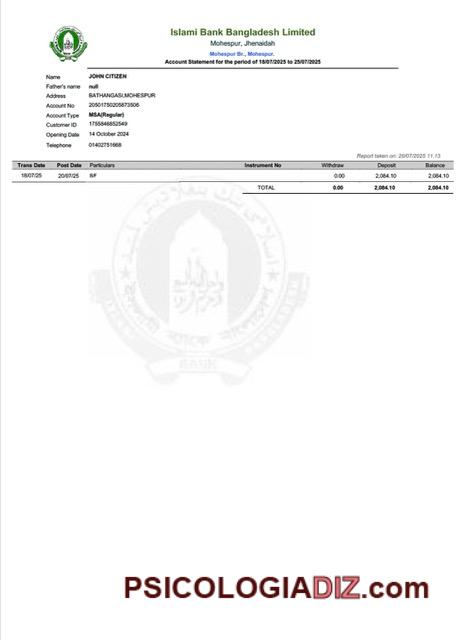 Islami Bank Bangladesh Limited
Mohespur, Jhenaidah
Mohespur Br., Mohespur.
Account Statement for the period of 18/07/2025 to 25/07/2025
Name JOHN CITIZEN
Father's name null
Address BATHANGASI,MOHESPUR
Account No 20501750205873506
Account Type MSA(Regular)
Customer ID 1755846852549
Opening Date 14 October 2024
Telephone 01402751668
Report taken on: 20/07/2025 11.13
Trans Date Post Date Particulars Instrument No Withdraw Deposit Balance
18/07/25 20/07/25 B/F 0.00 2,084.10 2,084.10
TOTAL 0.00 2,084.10 2,084.10
BANK
PSICOLOGIADIZ.com